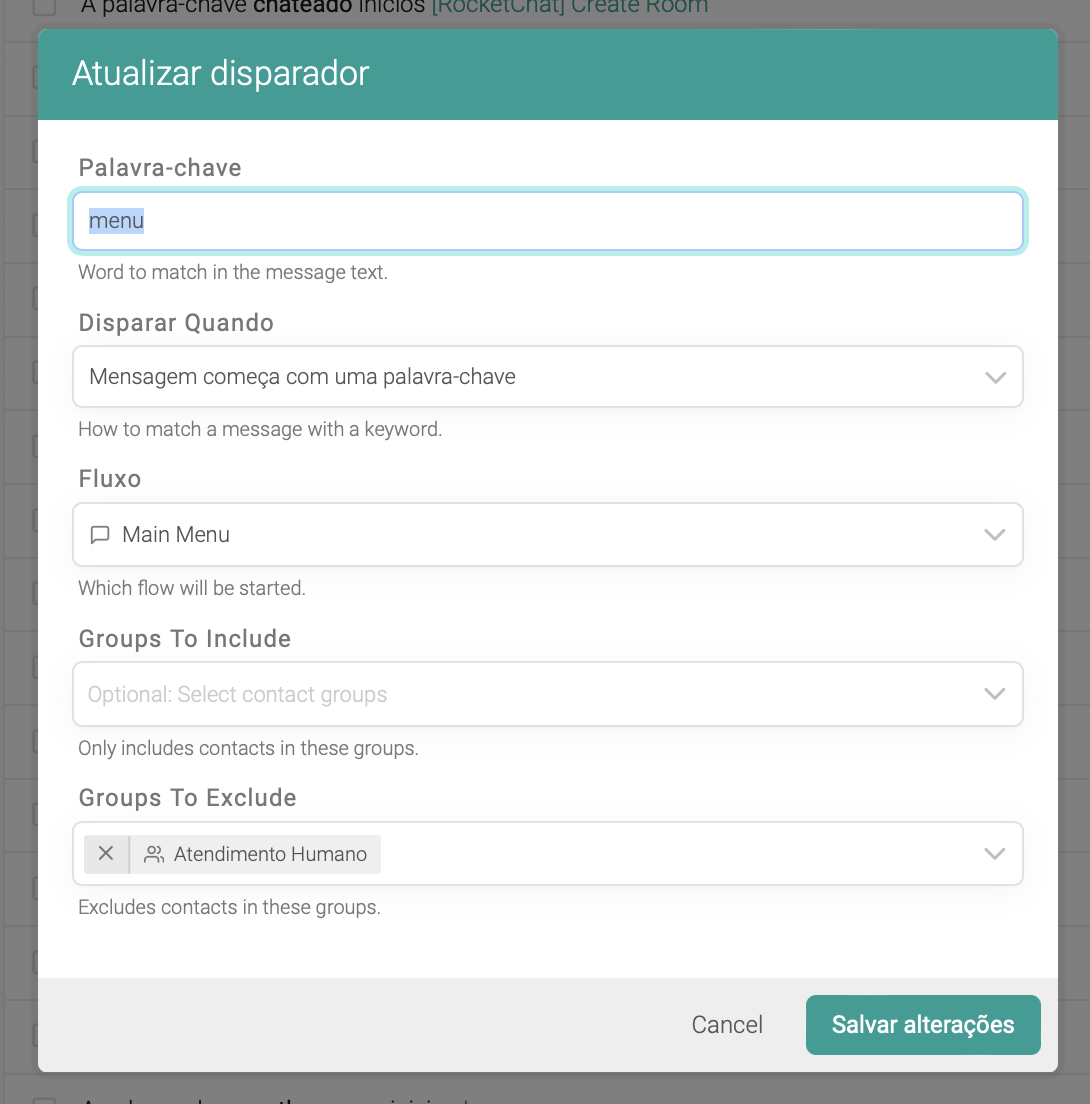 A palavra-chave chateado inícios [RocketChat] Create Room
Atualizar disparador
Palavra-chave
menu
Word to match in the message text.
Disparar Quando
Mensagem começa com uma palavra-chave
How to match a message with a keyword.
Fluxo
Main Menu
Which flow will be started.
Groups To Include
Optional: Select contact groups
Only includes contacts in these groups.
Groups To Exclude
Atendimento Humano
Excludes contacts in these groups.
Cancel
Salvar alterações